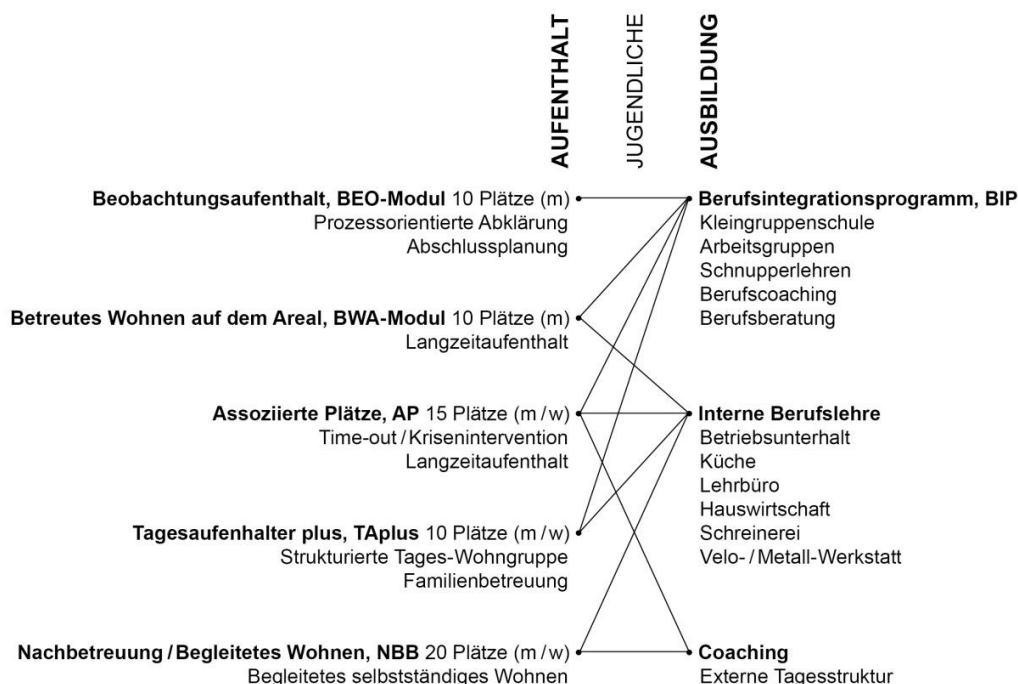 AUFENTHALT
JUGENDLICHE
AUSBILDUNG
Beobachtungsaufenthalt, BEO-Modul 10 Plätze (m)
Prozessorientierte Abklärung
Abschlussplanung
Betreutes Wohnen auf dem Areal, BWA-Modul 10 Plätze (m)
Langzeitaufenthalt
Assoziierte Plätze, AP 15 Plätze (m/w)
Time-out/Krisenintervention
Langzeitaufenthalt
Tagesaufenthalter plus, TAplus 10 Plätze (m/w)
Strukturierte Tages-Wohngruppe
Familienbetreuung
Nachbetreuung/Begleitetes Wohnen, NBB 20 Plätze (m/w)
Begleitetes selbstständiges Wohnen
Berufsintegrationsprogramm, BIP
Kleingruppenschule
Arbeitsgruppen
Schnupperlehren
Berufscoaching
Berufsberatung
Interne Berufslehre
Betriebsunterhalt
Küche
Lehrbüro
Hauswirtschaft
Schreinerei
Velo-/Metall-Werkstatt
Coaching
Externe Tagesstruktur